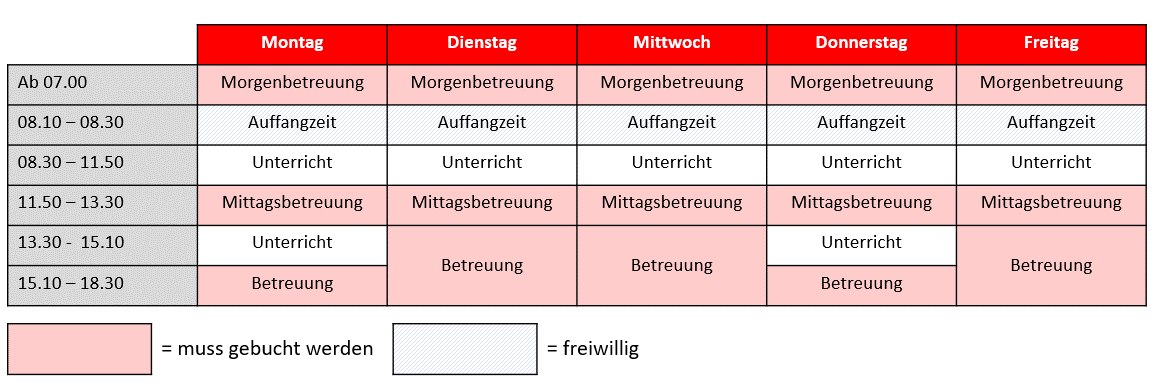 Montag Dienstag Mittwoch Donnerstag Freitag
Ab 07.00 Morgenbetreuung Morgenbetreuung Morgenbetreuung Morgenbetreuung Morgenbetreuung
08.10 – 08.30 Auffangzeit Auffangzeit Auffangzeit Auffangzeit Auffangzeit
08.30 – 11.50 Unterricht Unterricht Unterricht Unterricht Unterricht
11.50 – 13.30 Mittagsbetreuung Mittagsbetreuung Mittagsbetreuung Mittagsbetreuung Mittagsbetreuung
13.30 - 15.10 Unterricht Unterricht
Betreuung Betreuung Betreuung
15.10 – 18.30 Betreuung Betreuung
= muss gebucht werden = freiwillig